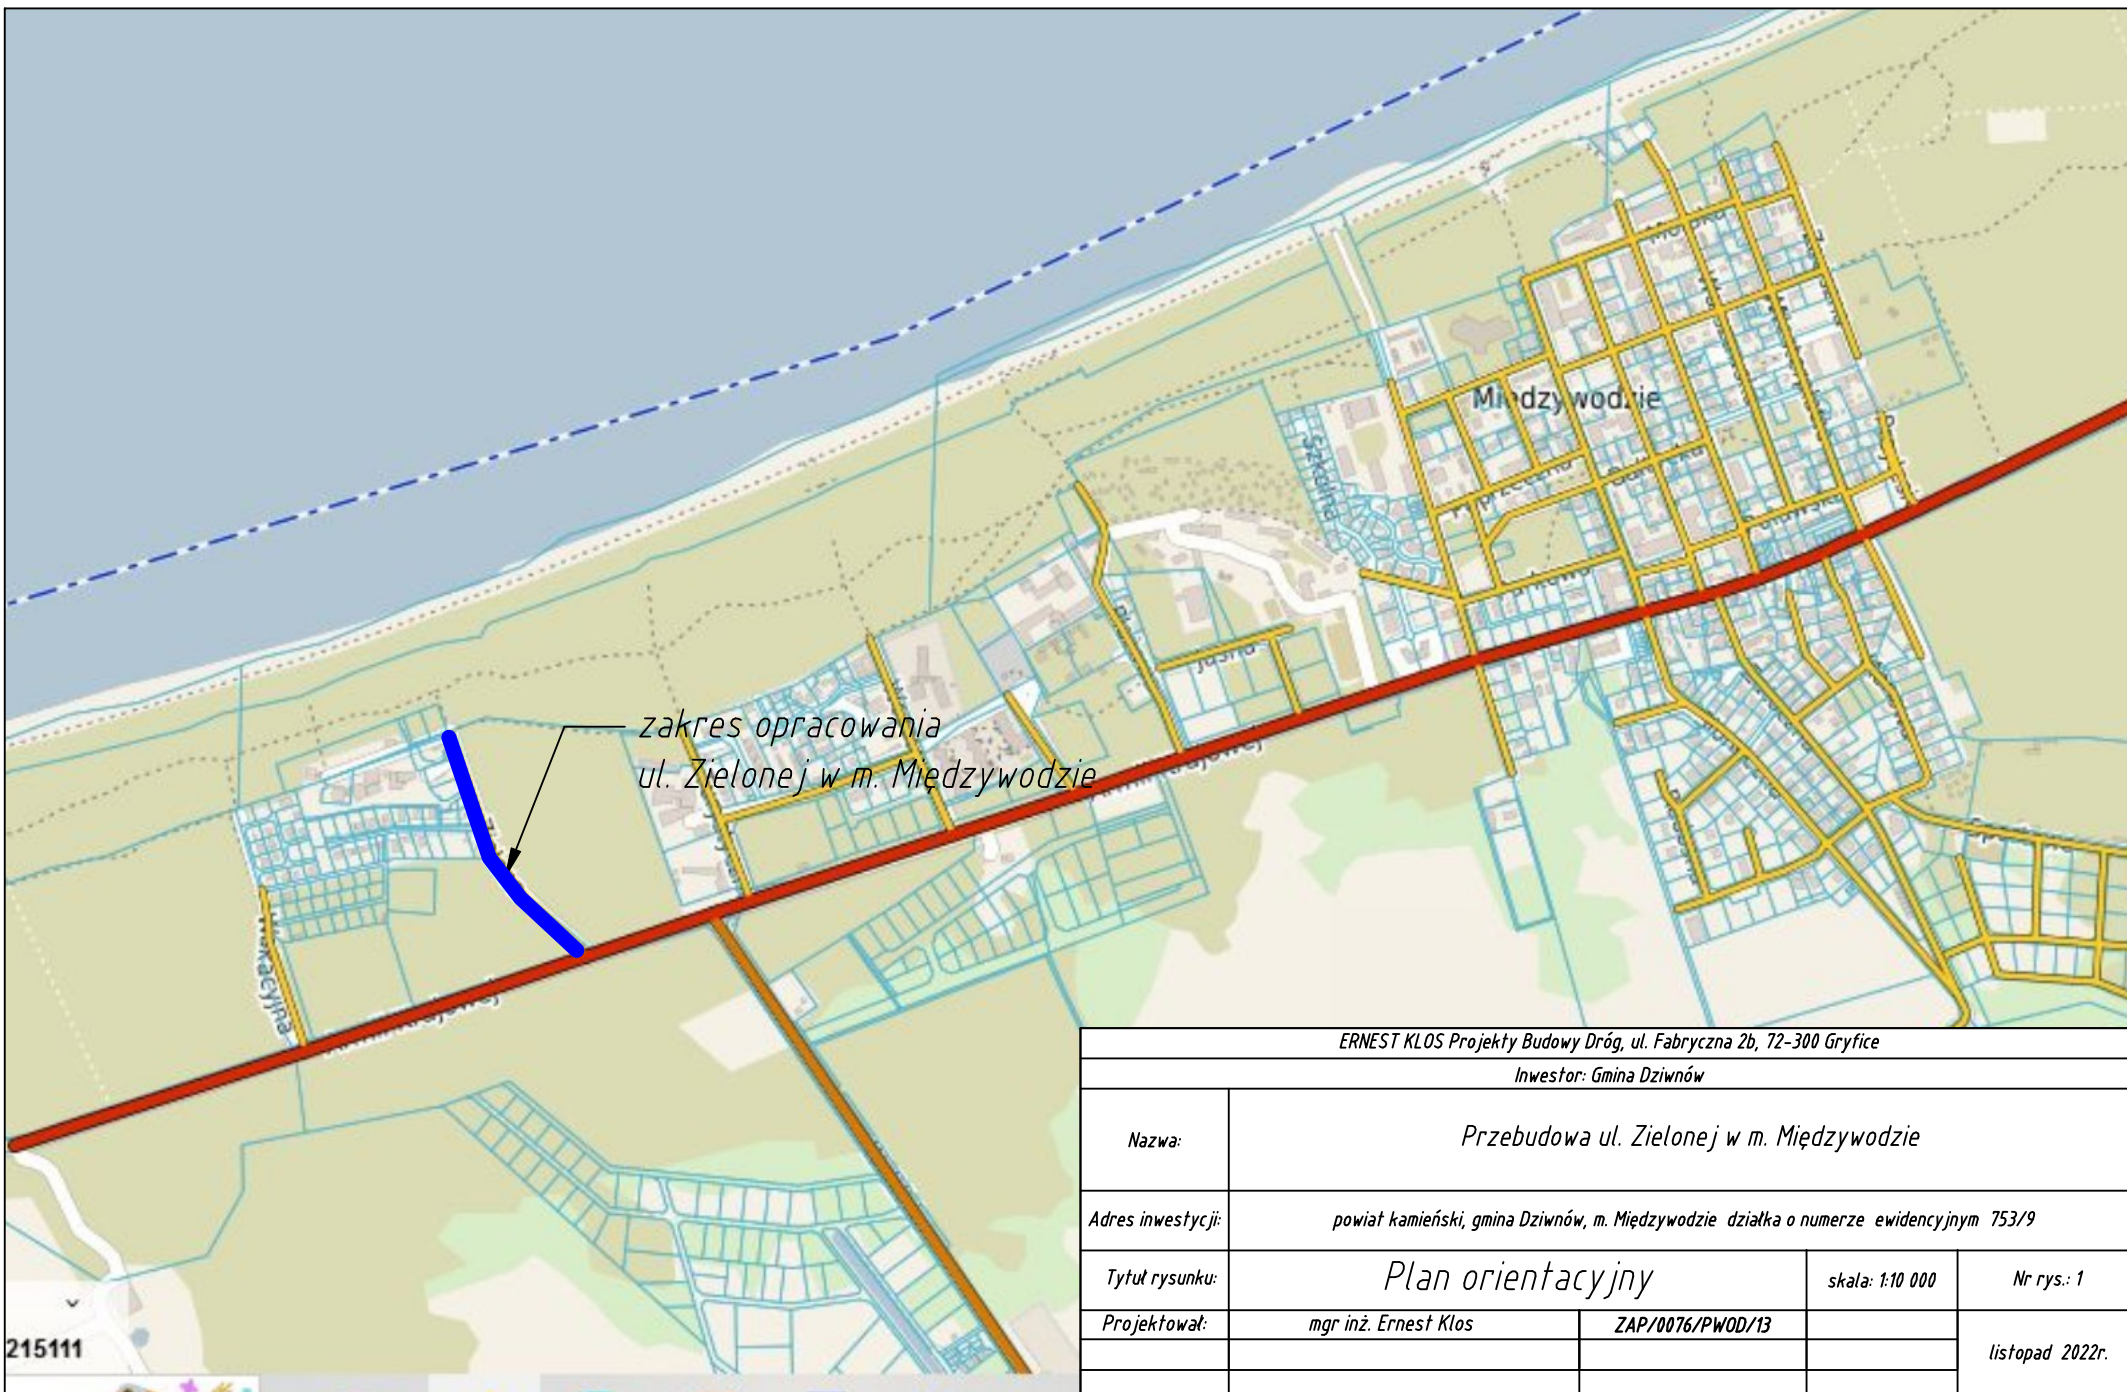 Międzywodzie
Szkolna
zakres opracowania
ul. Zielonej w m. Międzywodzie
Jasna
Wakacyjna
215111
ERNEST KLOS Projekty Budowy Dróg, ul. Fabryczna 2b, 72-300 Gryfice
Inwestor: Gmina Dziwnów
Nazwa:
Przebudowa ul. Zielonej w m. Międzywodzie
Adres inwestycji:
powiat kamieński, gmina Dziwnów, m. Międzywodzie działka o numerze ewidencyjnym 753/9
Tytuł rysunku:
Plan orientacyjny
skala: 1:10 000
Nr rys.: 1
Projektował:
mgr inż. Ernest Klos
ZAP/0076/PWOD/13
listopad 2022r.